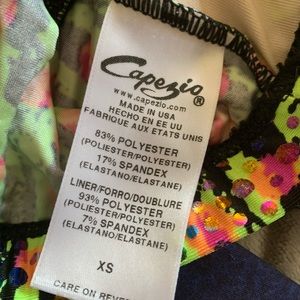 Capezio®
www.capezio.com
MADE IN USA
HECHO EN EE UU
FABRIQUE AUX ETATS UNIS
83% POLYESTER
(POLIESTER/POLYESTER)
17% SPANDEX
(ELASTANO/ELASTANE)
LINER/FORRO/DOUBLURE
93% POLYESTER
(POLIESTER/POLYESTER)
7% SPANDEX
(ELASTANO/ELASTANE)
XS
CARE ON REVE